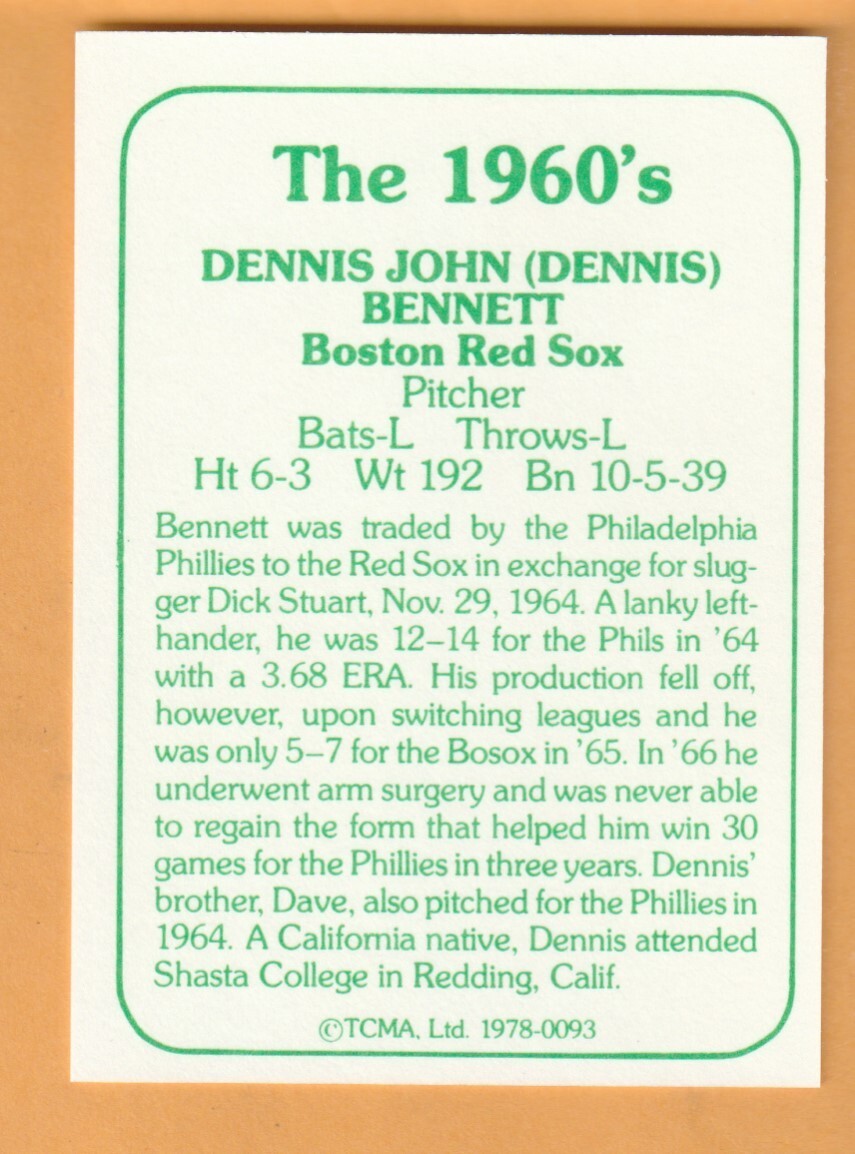 The 1960's
DENNIS JOHN (DENNIS)
BENNETT
Boston Red Sox
Pitcher
Bats-L Throws-L
Ht 6-3 Wt 192 Bn 10-5-39
Bennett was traded by the Philadelphia
Phillies to the Red Sox in exchange for slug-
ger Dick Stuart, Nov. 29, 1964. A lanky left-
hander, he was 12–14 for the Phils in '64
with a 3.68 ERA. His production fell off,
however, upon switching leagues and he
was only 5–7 for the Bosox in '65. In '66 he
underwent arm surgery and was never able
to regain the form that helped him win 30
games for the Phillies in three years. Dennis'
brother, Dave, also pitched for the Phillies in
1964. A California native, Dennis attended
Shasta College in Redding, Calif.
©TCMA, Ltd. 1978-0093